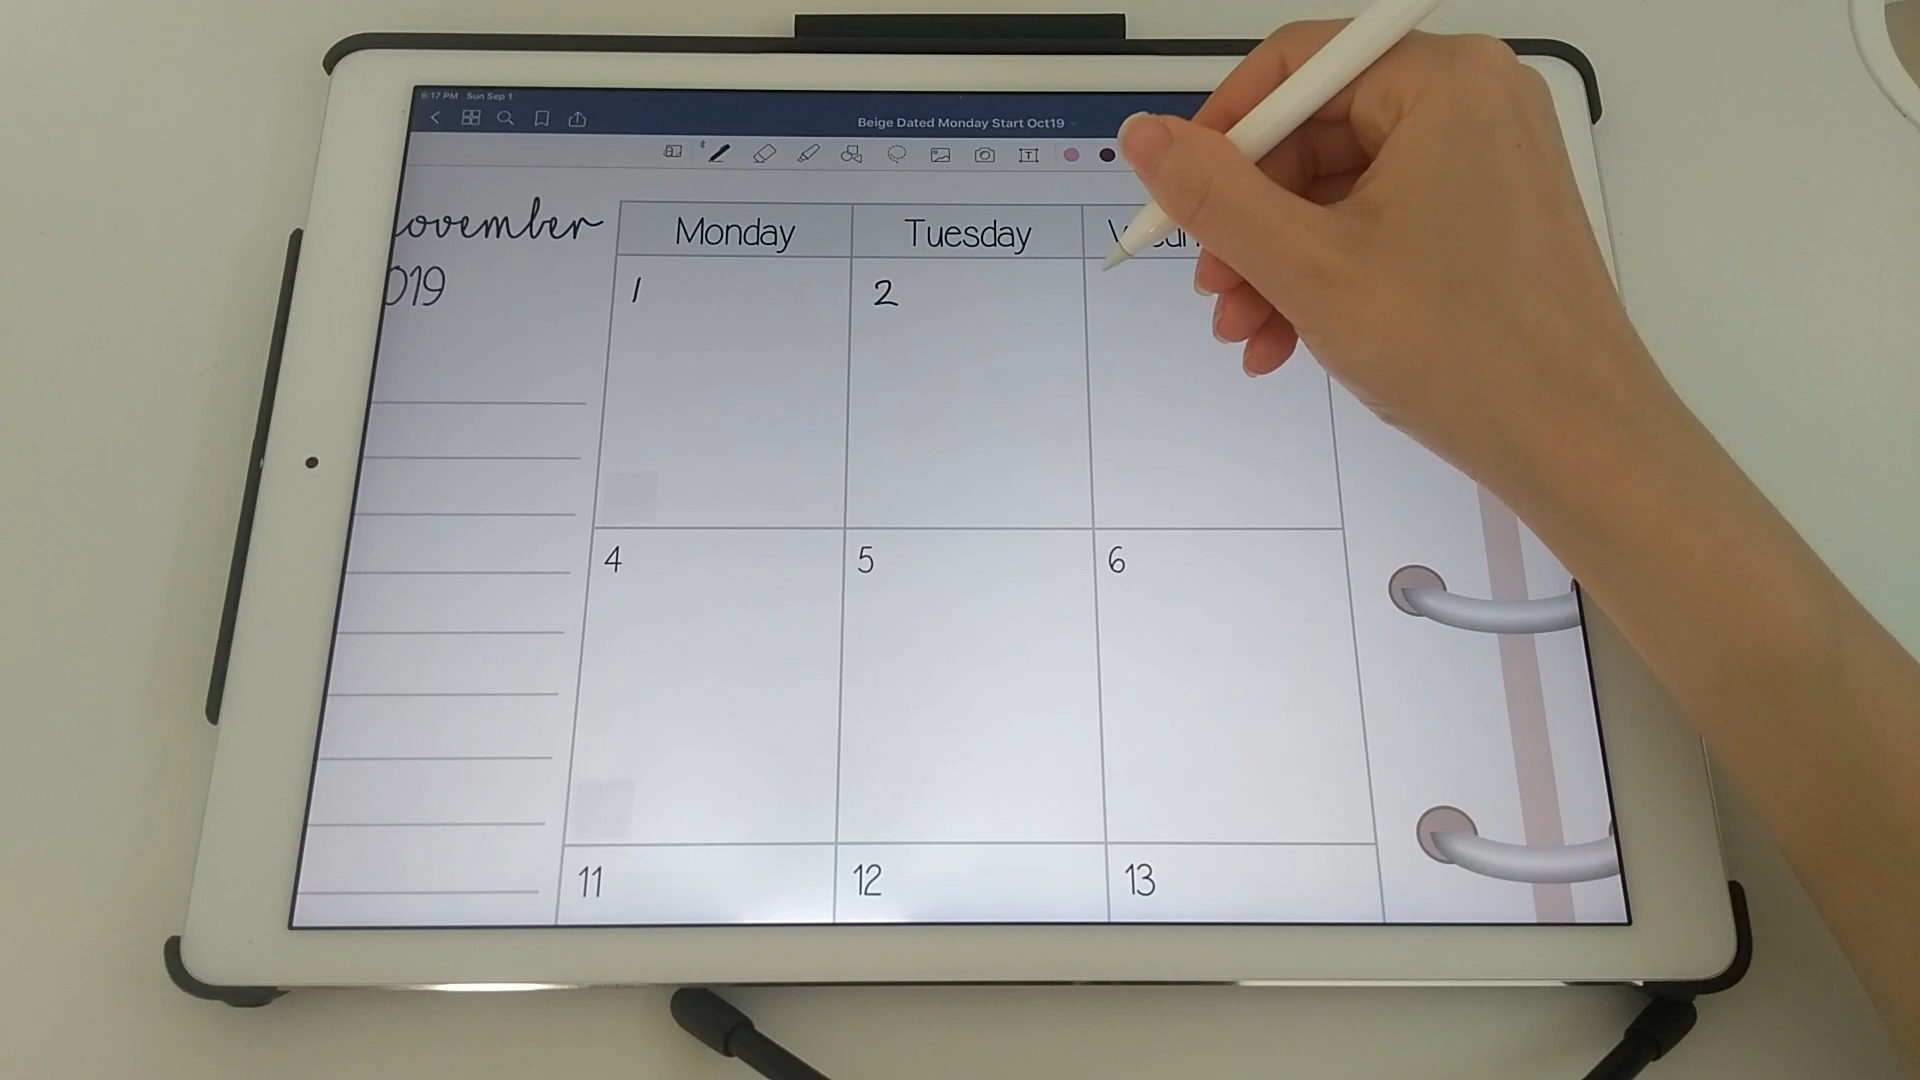 6:17 PM Sun Sep 1
Beige Dated Monday Start Oct19
T
ovember
019
Monday Tuesday
1 2
4 5 6
11 12 13